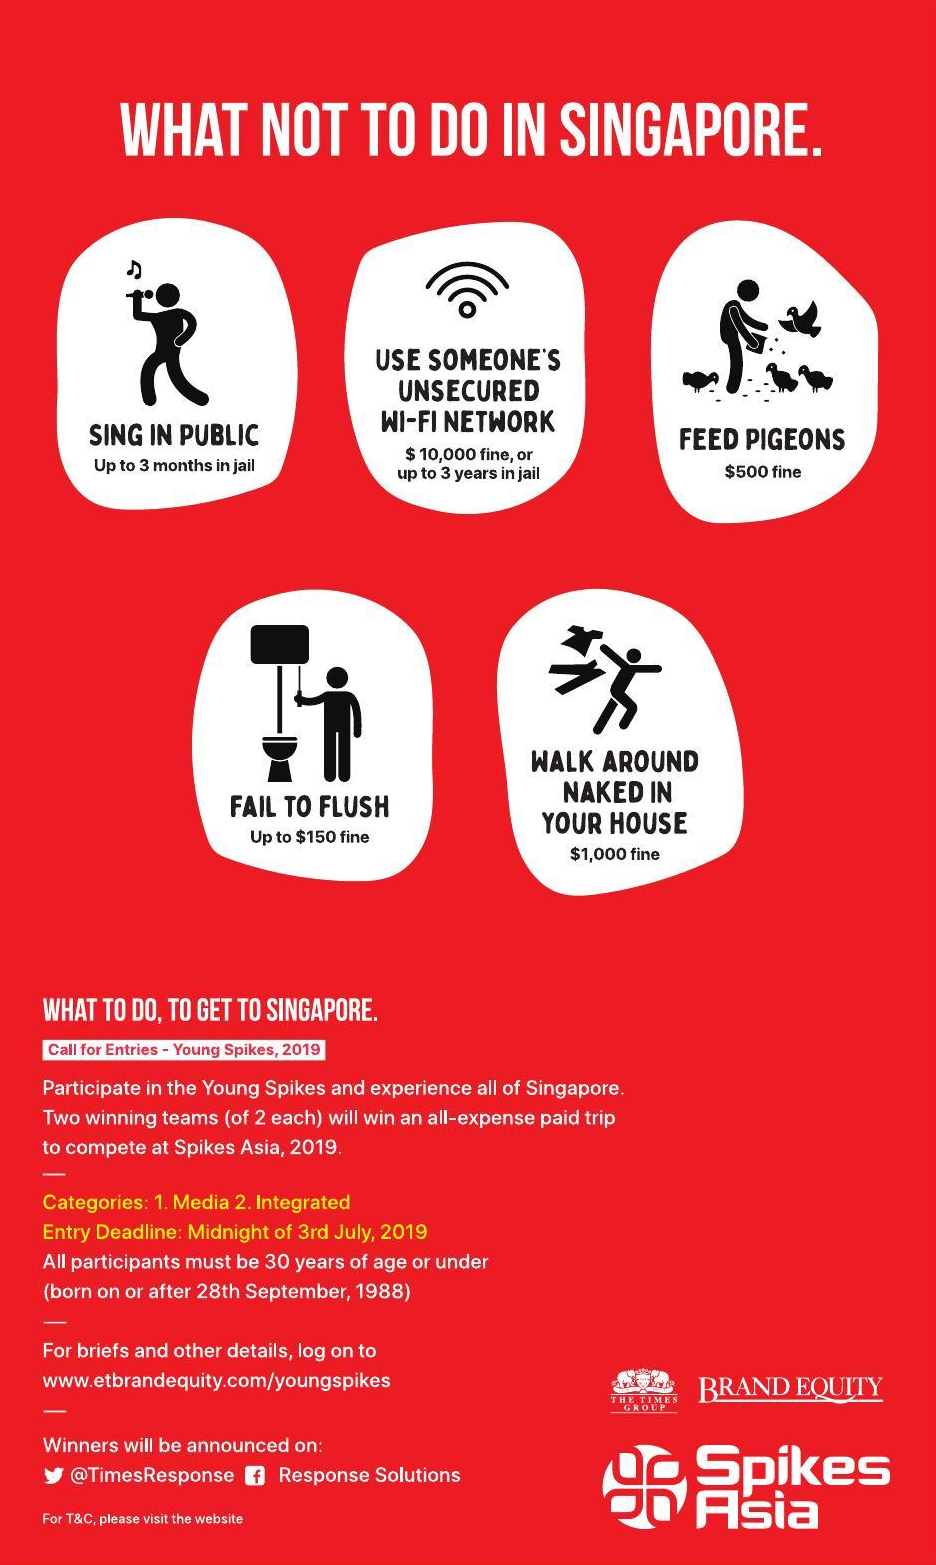 WHAT NOT TO DO IN SINGAPORE.
SING IN PUBLIC
Up to 3 months in jail
USE SOMEONE'S
UNSECURED
WI-FI NETWORK
$ 10,000 fine, or
up to 3 years in jail
FEED PIGEONS
$500 fine
FAIL TO FLUSH
Up to $150 fine
WALK AROUND
NAKED IN
YOUR HOUSE
$1,000 fine
WHAT TO DO, TO GET TO SINGAPORE.
Call for Entries - Young Spikes, 2019
Participate in the Young Spikes and experience all of Singapore.
Two winning teams (of 2 each) will win an all-expense paid trip
to compete at Spikes Asia, 2019.
Categories: 1. Media 2. Integrated
Entry Deadline: Midnight of 3rd July, 2019
All participants must be 30 years of age or under
(born on or after 28th September, 1988)
For briefs and other details, log on to
www.etbrandequity.com/youngspikes
Winners will be announced on:
@TimesResponse Response Solutions
For T&C, please visit the website
THE TIMES
GROUP
BRAND EQUITY
Spikes
Asia